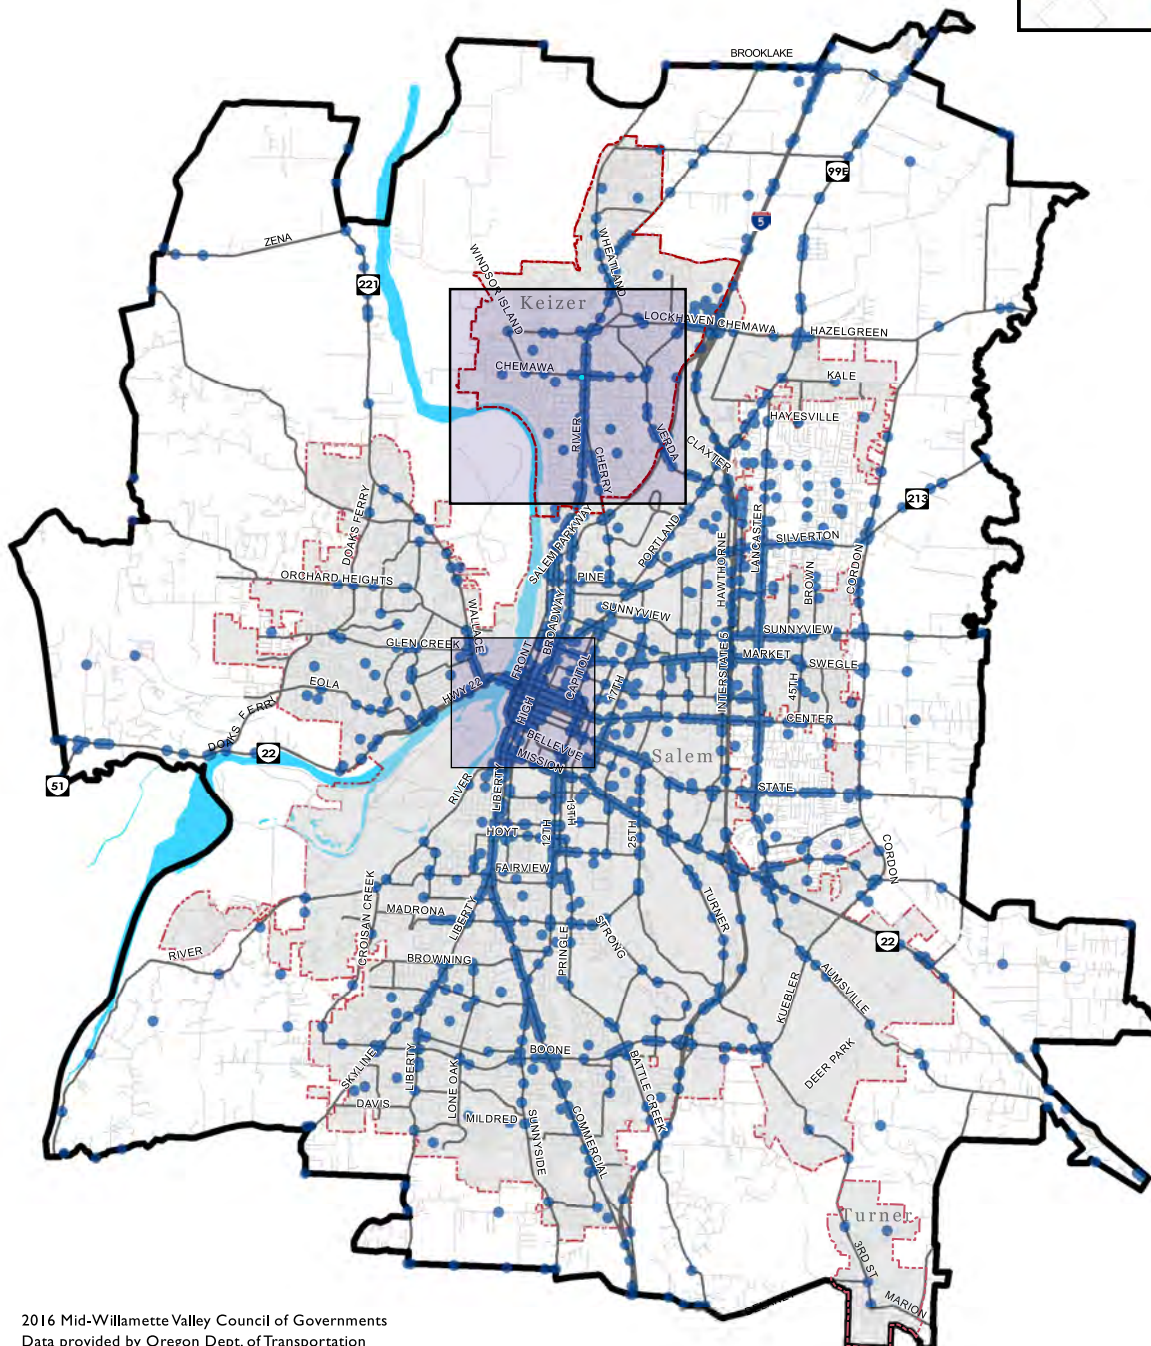 BROOKLAKE
99E
5
ZENA
WHEATLAND
WINDSOR ISLAND
221
Keizer
LOCKHAVEN CHEMAWA
HAZELGREEN
CHEMAWA
KALE
HAYESVILLE
RIVER
VERDA
CLAXTER
CHERRY
213
DOAKS FERRY
SALEM PARKWAY
PORTLAND
HAWTHORNE
LANCASTER
SILVERTON
CORDON
BROWN
ORCHARD HEIGHTS
PINE
WALLACE
BROADWAY
SUNNYVIEW
SUNNYVIEW
GLEN CREEK
FRONT
CAPITOL
INTERSTATE 5
MARKET
SWEGLE
EOLA
HWY 22
17TH
45TH
DOAKS FERRY
HIGH
CENTER
22
BELLEVUE
MISSION
Salem
51
RIVER
LIBERTY
STATE
13TH
HOYT
12TH
25TH
FAIRVIEW
CORDON
CROISAN CREEK
MADRONA
LIBERTY
TURNER
RIVER
PRINGLE
STRONG
22
BROWNING
KUEBLER
AUMSVILLE
SKYLINE
LIBERTY
BOONE
BATTLE CREEK
DEER PARK
LONE OAK
DAVIS
MILDRED
SUNNYSIDE
COMMERCIAL
Turner
3RD ST
MARION
2016 Mid-Willamette Valley Council of Governments
Data provided by Oregon Dept. of Transportation